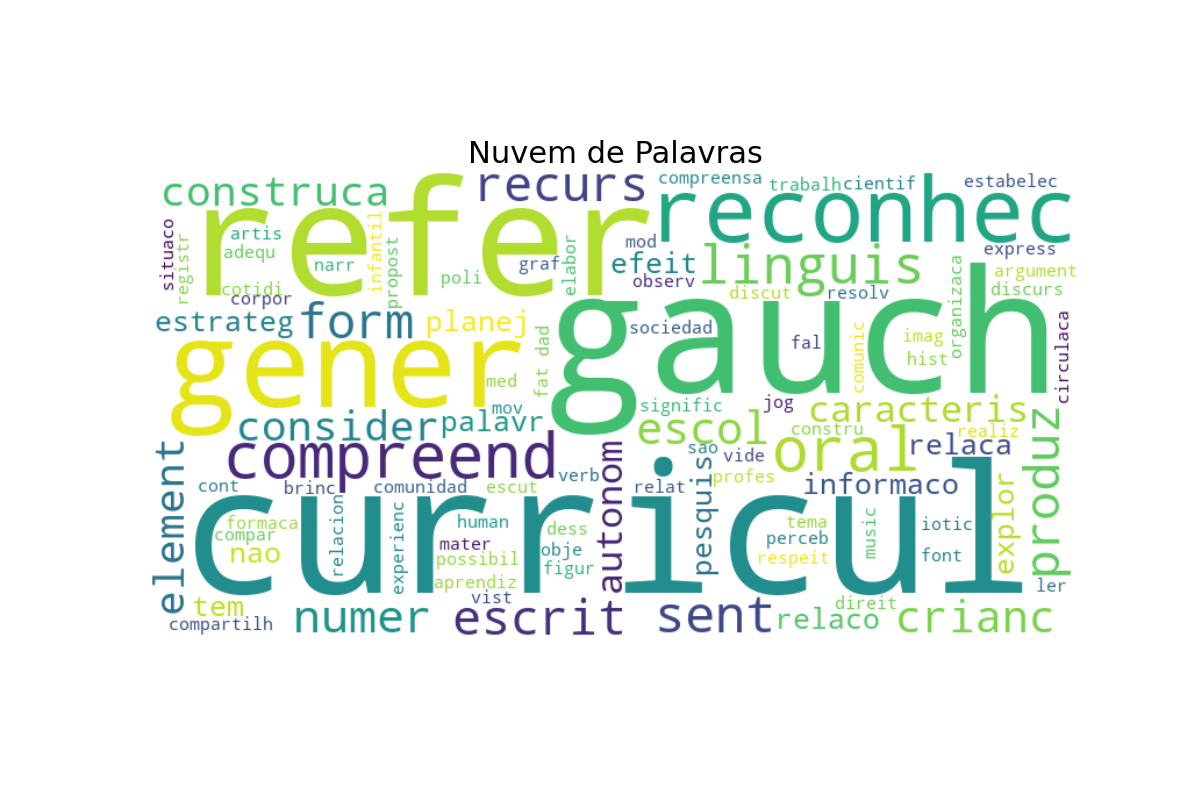 Nuvem de Palavras
construca
refer
recurs
compreensa
trabalh
cientif
estabelec
reconhec
situaco
registr
artis
adequ
narr
infantil
propost
cotidi
corpor
poli
graf
elabor
mod
efeit
observ
linguis
discut
resolv
express
argument
discurs
organizaca
estrateg
form
planej
gauch
sociedad
fal
comunic
imag
hist
circulaca
gener
med
fat
dad
mov
signific
jog
caracteris
consider
palavr
escol
constru
realiz
oral
relaca
produz
compreend
verb
sao
vide
element
cont
brinc
comunidad
escut
autonom
relat
pesquis
profes
informaco
explor
curricul
formaca
compar
nao
relacion
experienc
human
mater
possibil
aprendiz
dess
obje
figur
tema
perceb
respeit
music
iotic
font
ler
tem
compartilh
numer
vist
escrit
sent
direit
relaco
crianc